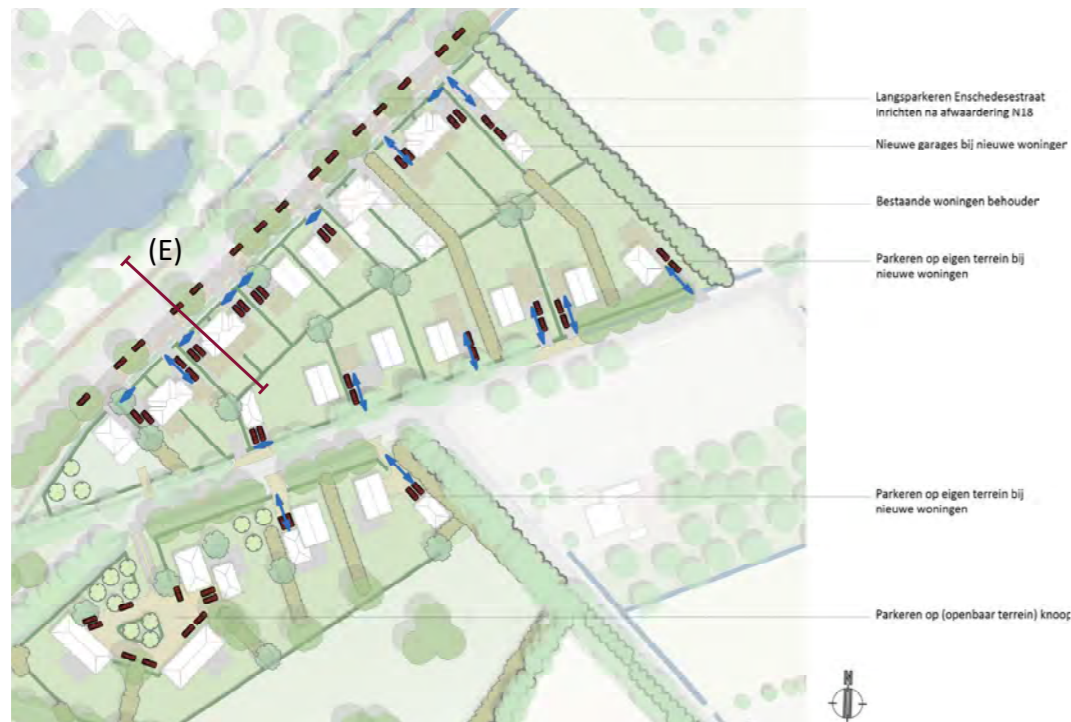 (E)
Langsparkeren Enschedesestraat
inrichten na afwaardering N18
Nieuwe garages bij nieuwe woninger
Bestaande woningen behouder
Parkeren op eigen terrein bij
nieuwe woningen
Parkeren op eigen terrein bij
nieuwe woningen
Parkeren op (openbaar terrein) knoop
N